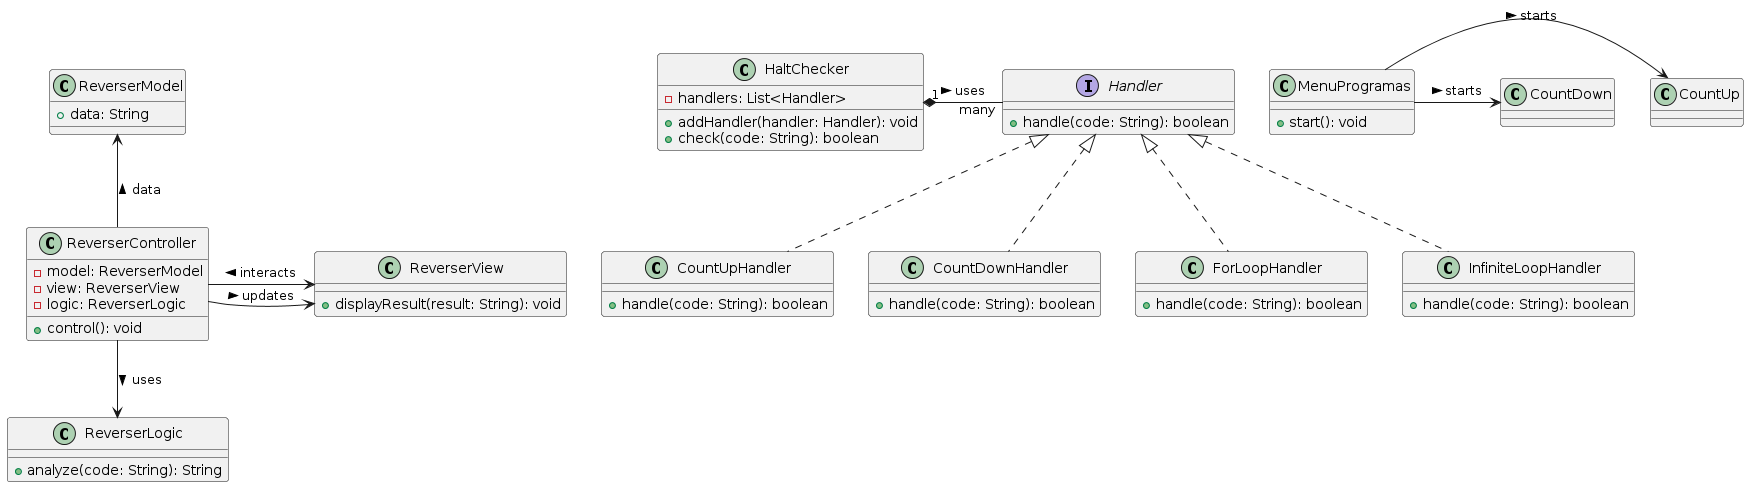 starts
ReverserModel
data: String
HaltChecker
handlers: List<Handler>
addHandler(handler: Handler): void
check(code: String): boolean
1
uses
many
Handler
handle(code: String): boolean
MenuProgramas
start(): void
starts
CountDown
CountUp
data
ReverserController
model: ReverserModel
view: ReverserView
logic: ReverserLogic
control(): void
interacts
updates
ReverserView
displayResult(result: String): void
CountUpHandler
handle(code: String): boolean
CountDownHandler
handle(code: String): boolean
ForLoopHandler
handle(code: String): boolean
InfiniteLoopHandler
handle(code: String): boolean
uses
ReverserLogic
analyze(code: String): String